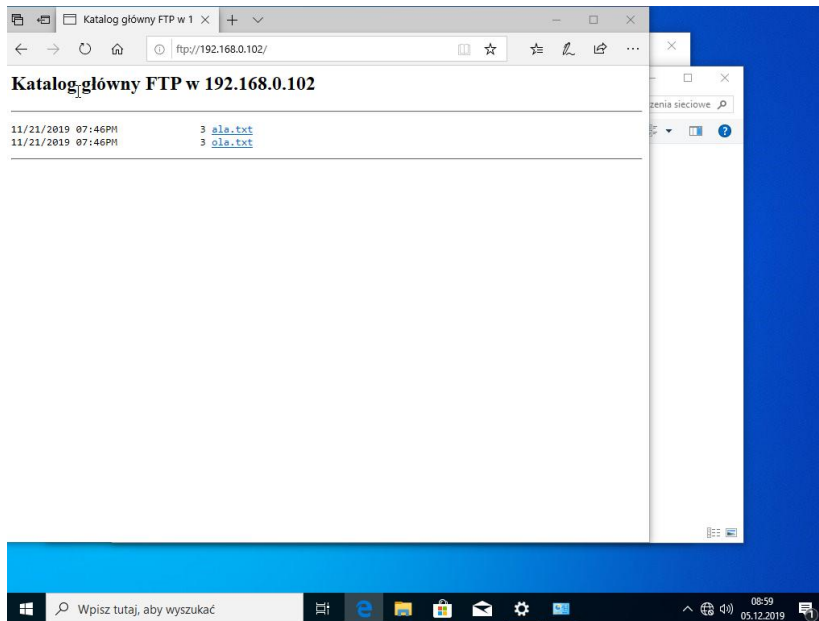 Katalog główny FTP w 1
ftp://192.168.0.102/
Katalog główny FTP w 192.168.0.102
11/21/2019 07:46PM 3 ala.txt
11/21/2019 07:46PM 3 ola.txt
zenia sieciowe
Wpisz tutaj, aby wyszukać
08:59
05.12.2019
1